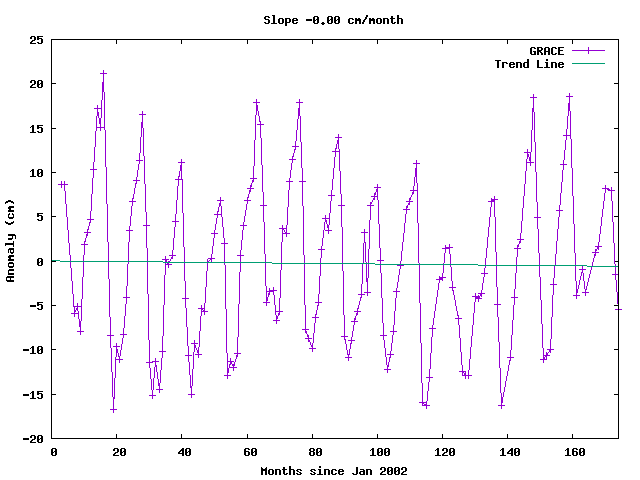 Slope -0.00 cm/month
GRACE
Trend Line
Anomaly (cm)
25
20
15
10
5
0
-5
-10
-15
-20
0 20 40 60 80 100 120 140 160
Months since Jan 2002